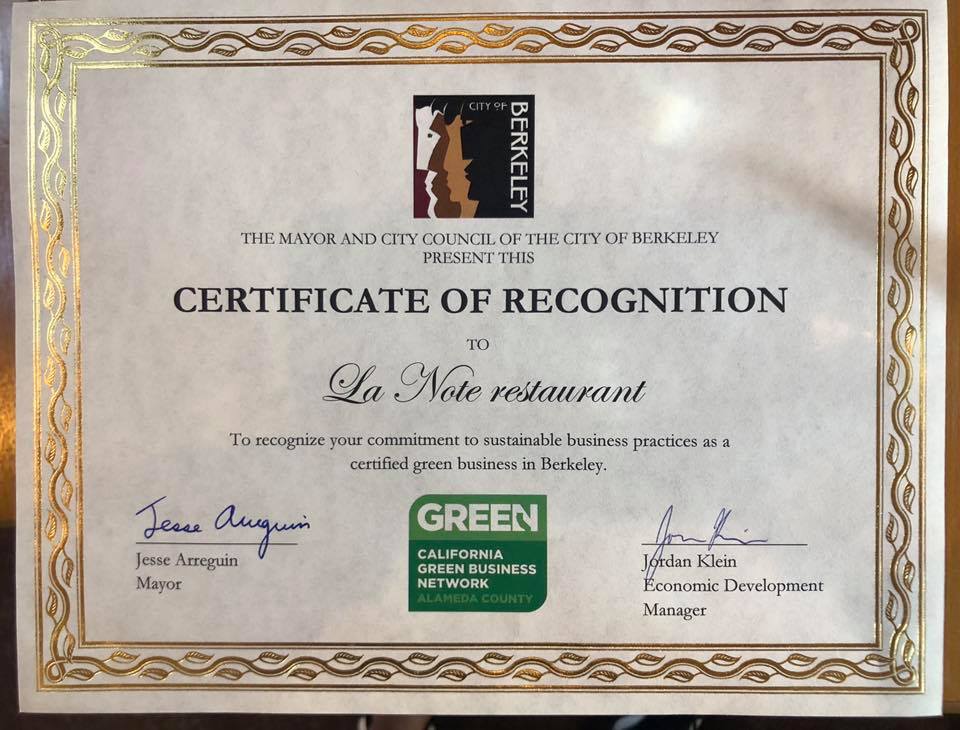 CITY OF
BERKELEY
THE MAYOR AND CITY COUNCIL OF THE CITY OF BERKELEY
PRESENT THIS
CERTIFICATE OF RECOGNITION
TO
La Note restaurant
To recognize your commitment to sustainable business practices as a
certified green business in Berkeley.
Jesse Arreguin
Jesse Arreguin
Mayor
GREEN
CALIFORNIA
GREEN BUSINESS
NETWORK
ALAMEDA COUNTY
Jordan Klein
Economic Development
Manager